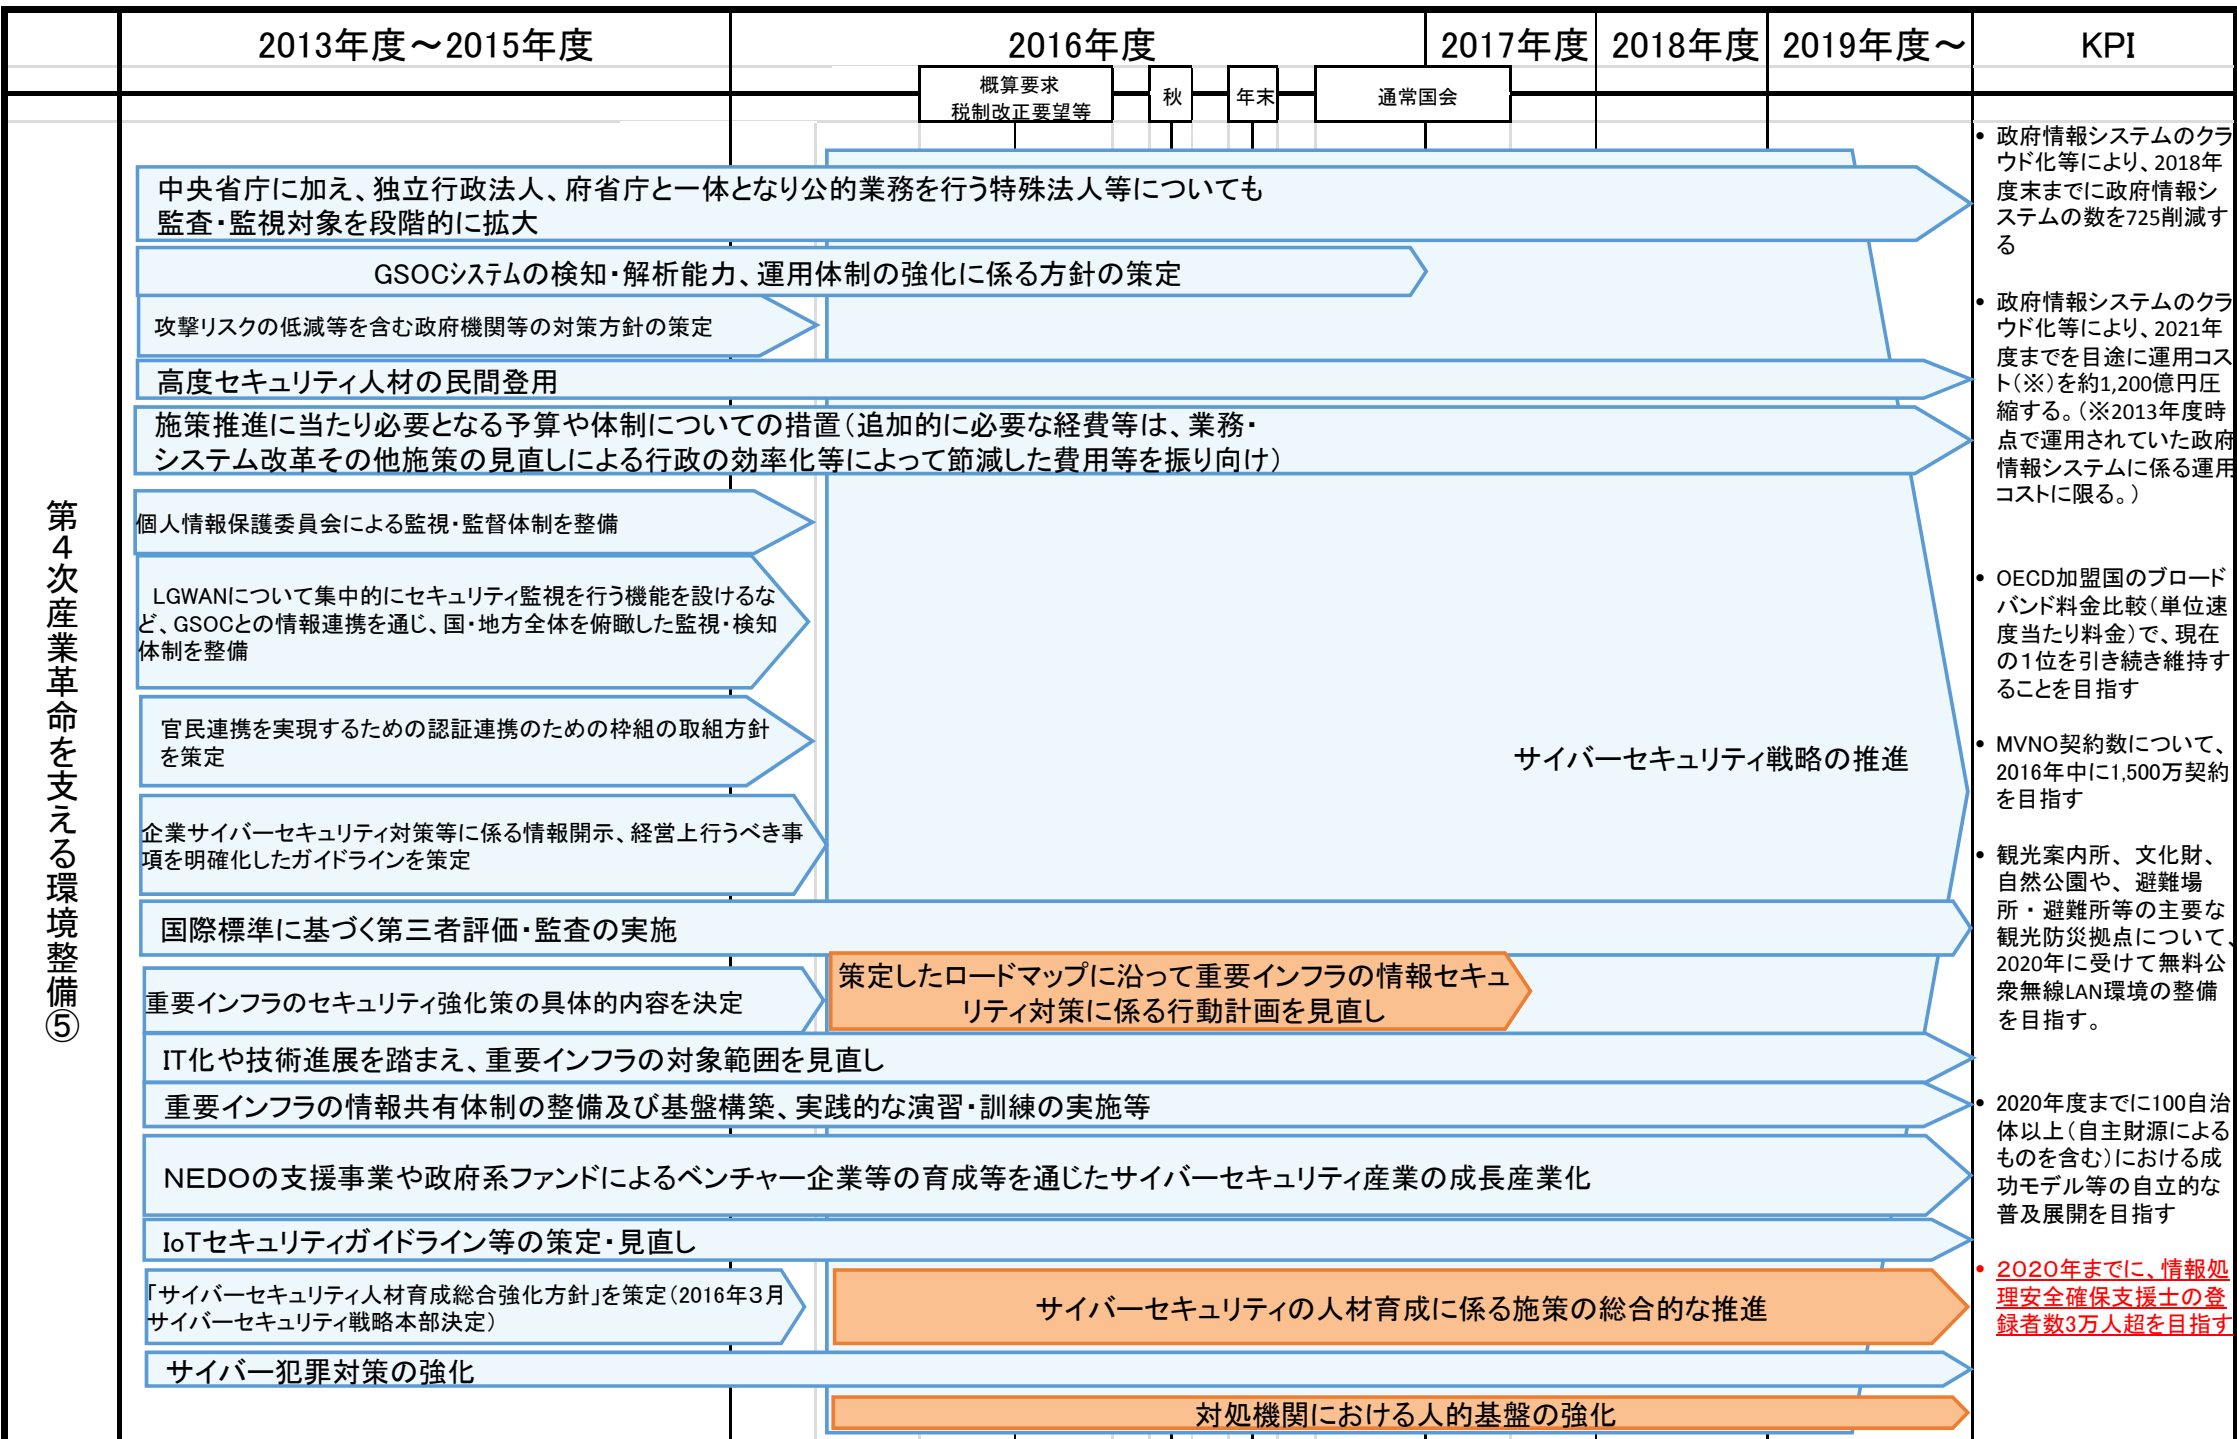 2013年度～2015年度
2016年度
2017年度
2018年度
2019年度～
KPI
概算要求
税制改正要望等
秋
年末
通常国会
第４次産業革命を支える環境整備⑤
中央省庁に加え、独立行政法人、府省庁と一体となり公的業務を行う特殊法人等についても
監査・監視対象を段階的に拡大
GSOCｼｽﾃﾑの検知・解析能力、運用体制の強化に係る方針の策定
攻撃リスクの低減等を含む政府機関等の対策方針の策定
高度セキュリティ人材の民間登用
施策推進に当たり必要となる予算や体制についての措置（追加的に必要な経費等は、業務・
システム改革その他施策の見直しによる行政の効率化等によって節減した費用等を振り向け）
個人情報保護委員会による監視・監督体制を整備
LGWANについて集中的にセキュリティ監視を行う機能を設けるな
ど、GSOCとの情報連携を通じ、国・地方全体を俯瞰した監視・検知
体制を整備
官民連携を実現するための認証連携のための枠組の取組方針
を策定
サイバーセキュリティ戦略の推進
企業サイバーセキュリティ対策等に係る情報開示、経営上行うべき事
項を明確化したガイドラインを策定
国際標準に基づく第三者評価・監査の実施
重要インフラのセキュリティ強化策の具体的内容を決定
策定したロードマップに沿って重要インフラの情報セキュ
リティ対策に係る行動計画を見直し
IT化や技術進展を踏まえ、重要インフラの対象範囲を見直し
重要インフラの情報共有体制の整備及び基盤構築、実践的な演習・訓練の実施等
NEDOの支援事業や政府系ファンドによるベンチャー企業等の育成等を通じたサイバーセキュリティ産業の成長産業化
IoTセキュリティガイドライン等の策定・見直し
「サイバーセキュリティ人材育成総合強化方針」を策定（2016年３月
サイバーセキュリティ戦略本部決定）
サイバーセキュリティの人材育成に係る施策の総合的な推進
サイバー犯罪対策の強化
対処機関における人的基盤の強化
• 政府情報システムのクラ
ウド化等により、2018年
度末までに政府情報シ
ステムの数を725削減す
る
• 政府情報システムのクラ
ウド化等により、2021年
度までを目途に運用コス
ト（※）を約1,200億円圧
縮する。（※2013年度時
点で運用されていた政府
情報システムに係る運用
コストに限る。）
• OECD加盟国のブロード
バンド料金比較（単位速
度当たり料金）で、現在
の１位を引き続き維持す
ることを目指す
• MVNO契約数について、
2016年中に1,500万契約
を目指す
• 観光案内所、文化財、
自然公園や、避難場
所・避難所等の主要な
観光防災拠点について、
2020年に受けて無料公
衆無線LAN環境の整備
を目指す。
• 2020年度までに100自治
体以上（自主財源による
ものを含む）における成
功モデル等の自立的な
普及展開を目指す
• ２０２０年までに、情報処
理安全確保支援士の登
録者数3万人超を目指す